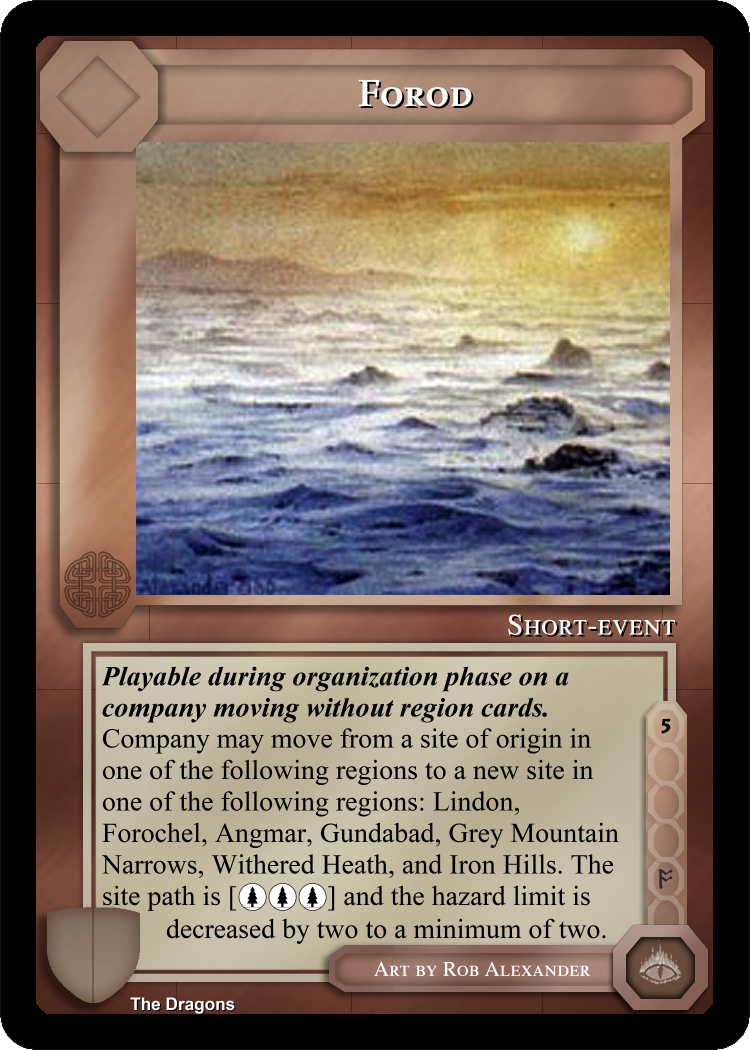 Forod
Short-event
Playable during organization phase on a
company moving without region cards.
Company may move from a site of origin in
one of the following regions to a new site in
one of the following regions: Lindon,
Forochel, Angmar, Gundabad, Grey Mountain
Narrows, Withered Heath, and Iron Hills. The
site path is [ ] and the hazard limit is
decreased by two to a minimum of two.
5
Art by Rob Alexander
The Dragons